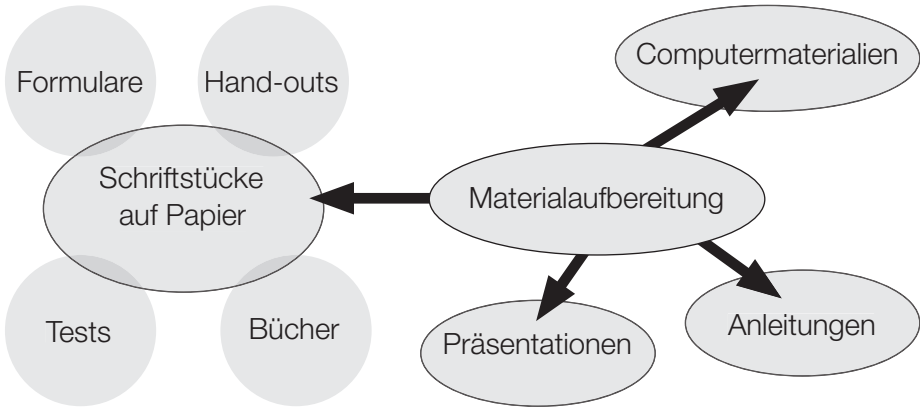 Computermaterialien
Formulare
Hand-outs
Schriftstücke
auf Papier
Materialaufbereitung
Tests
Bücher
Präsentationen
Anleitungen